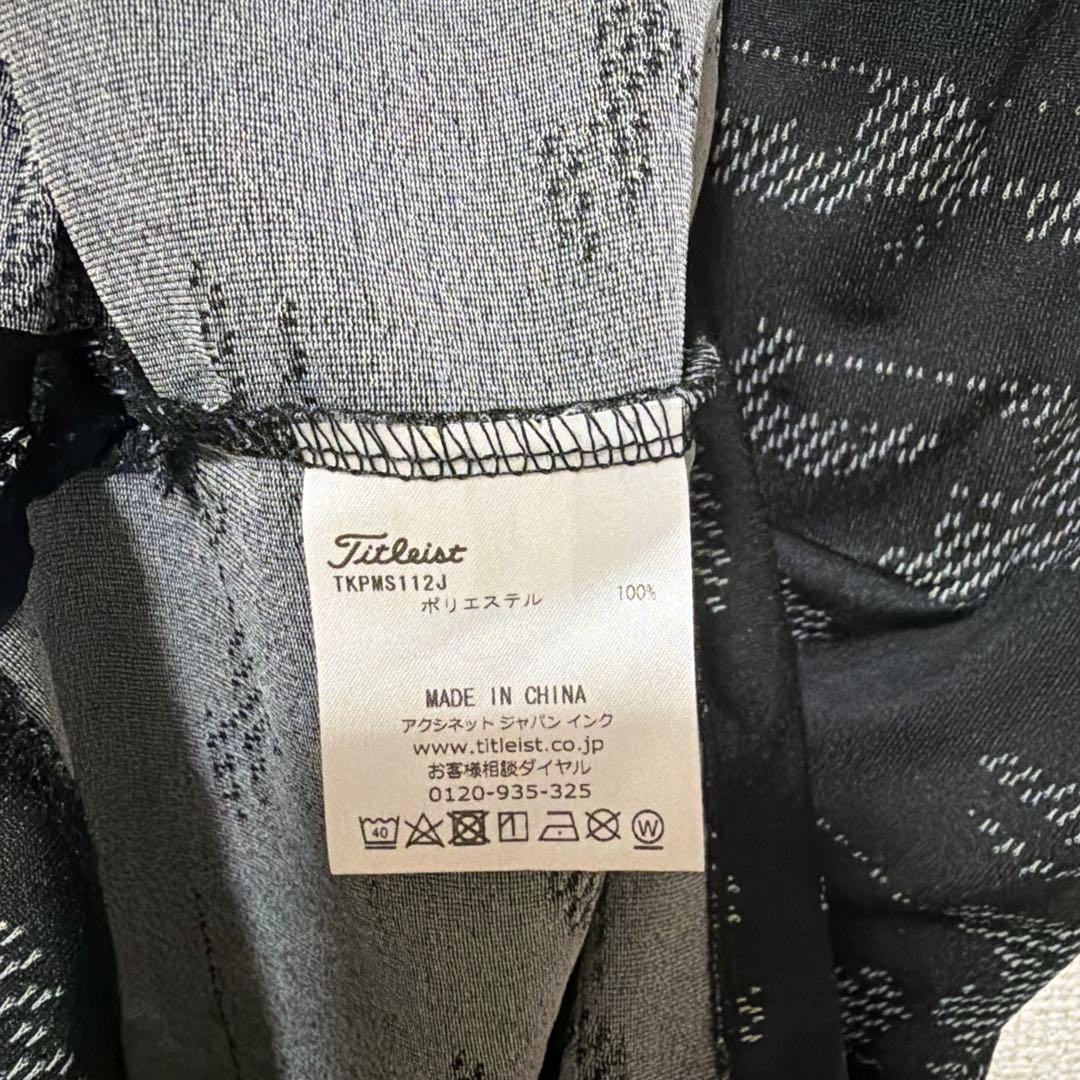 Titleist
TKPMS112J
ポリエステル 100%
MADE IN CHINA
アクシネット ジャパン インク
www.titleist.co.jp
お客様相談ダイヤル
0120-935-325
40 W